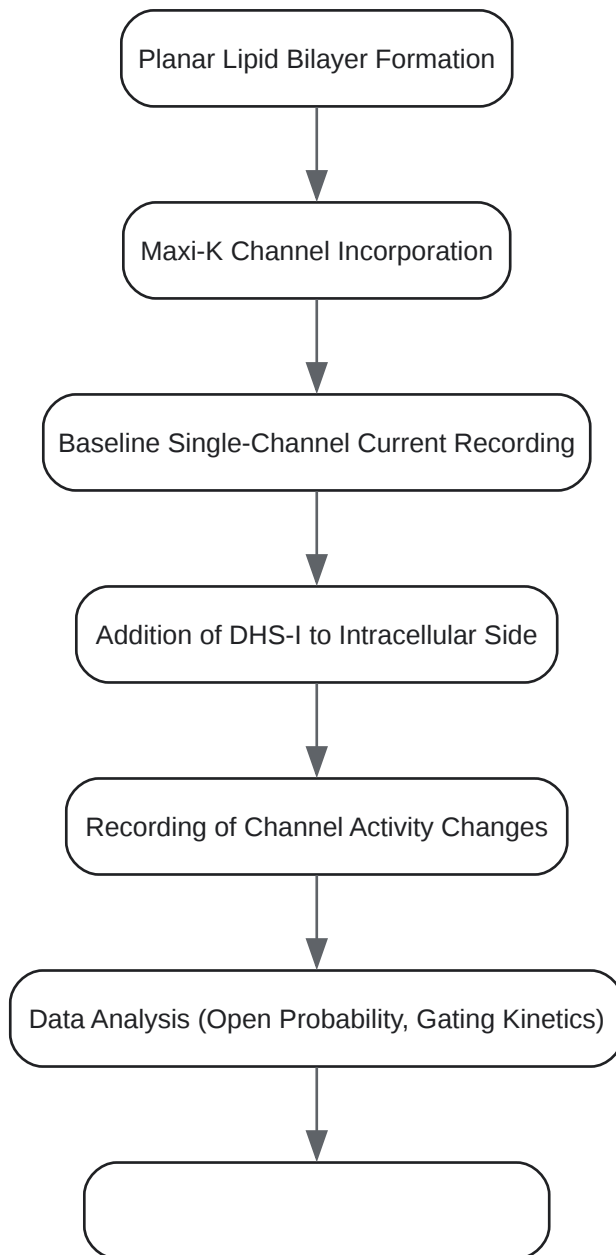 Planar Lipid Bilayer Formation
Maxi-K Channel Incorporation
Baseline Single-Channel Current Recording
Addition of DHS-I to Intracellular Side
Recording of Channel Activity Changes
Data Analysis (Open Probability, Gating Kinetics)